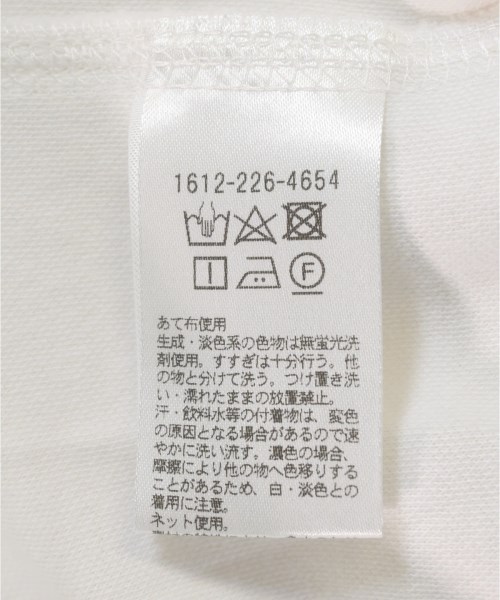 1612-226-4654
F
あて布使用
生成・淡色系の色物は無蛍光洗
剤使用。すすぎは十分行う。他
の物と分けて洗う。つけ置き洗
い・濡れたままの放置禁止。
汗・飲料水等の付着物は、変色
の原因となる場合があるので速
やかに洗い流す。濃色の場合、
摩擦により他の物へ色移りする
ことがあるため、白・淡色との
着用に注意。
ネット使用。